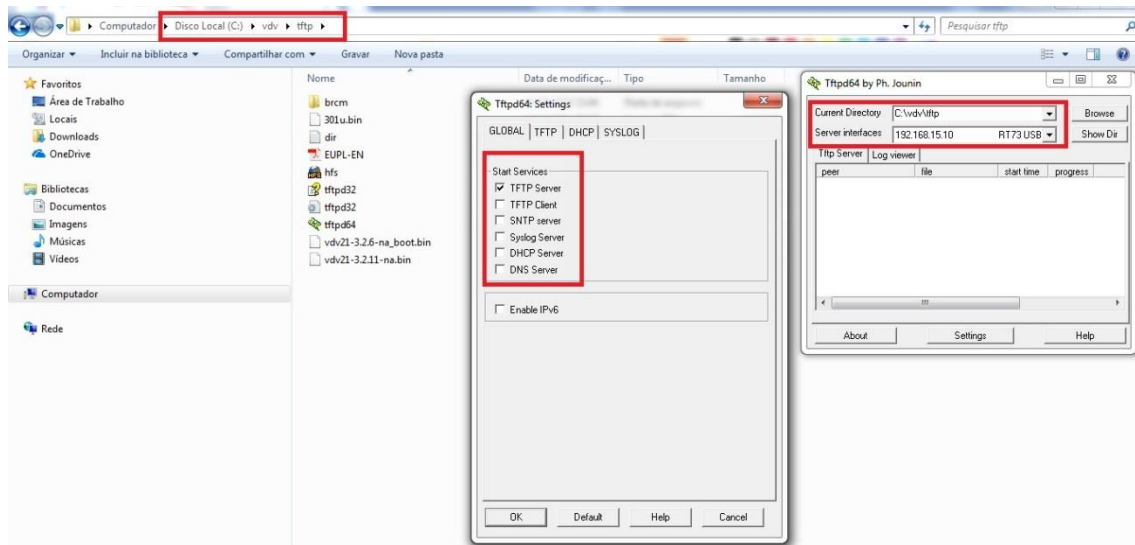 Computador ▸ Disco Local (C:) ▸ vdv ▸ tftp ▸
Pesquisar tftp
Organizar ▾ Incluir na biblioteca ▾ Compartilhar com ▾ Gravar Nova pasta
Favoritos
Área de Trabalho
Locais
Downloads
OneDrive
Bibliotecas
Documentos
Imagens
Músicas
Vídeos
Computador
Rede
Nome Data de modificaç... Tipo Tamanho
brcm
301u.bin
dir
EUPL-EN
hfs
tftpd32
tftpd32
tftpd64
vdv21-3.2.6-na_boot.bin
vdv21-3.2.11-na.bin
Tftpd64: Settings
GLOBAL TFTP DHCP SYSLOG
Start Services
TFTP Server
TFTP Client
SNTP server
Syslog Server
DHCP Server
DNS Server
Enable IPv6
OK Default Help Cancel
Tftpd64 by Ph. Jounin
Current Directory C:\vdv\tftp Browse
Server interfaces 192.168.15.10 RT73 USB Show Dir
Tftp Server Log viewer
peer file start time progress
About Settings Help